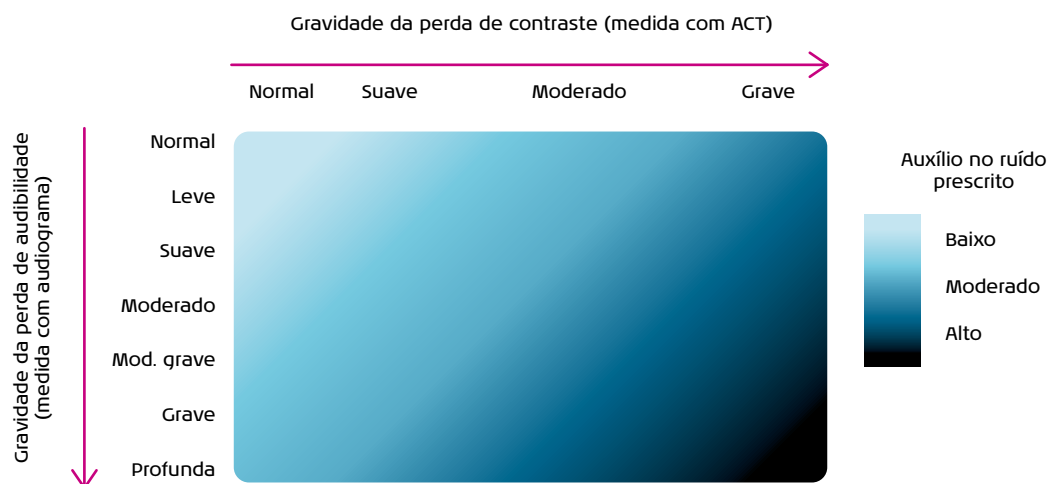 Gravidade da perda de contraste (medida com ACT)
Normal
Suave
Moderado
Grave
Gravidade da perda de audibilidade
(medida com audiograma)
Normal
Leve
Suave
Moderado
Mod. grave
Grave
Profunda
Auxílio no ruído
prescrito
Baixo
Moderado
Alto